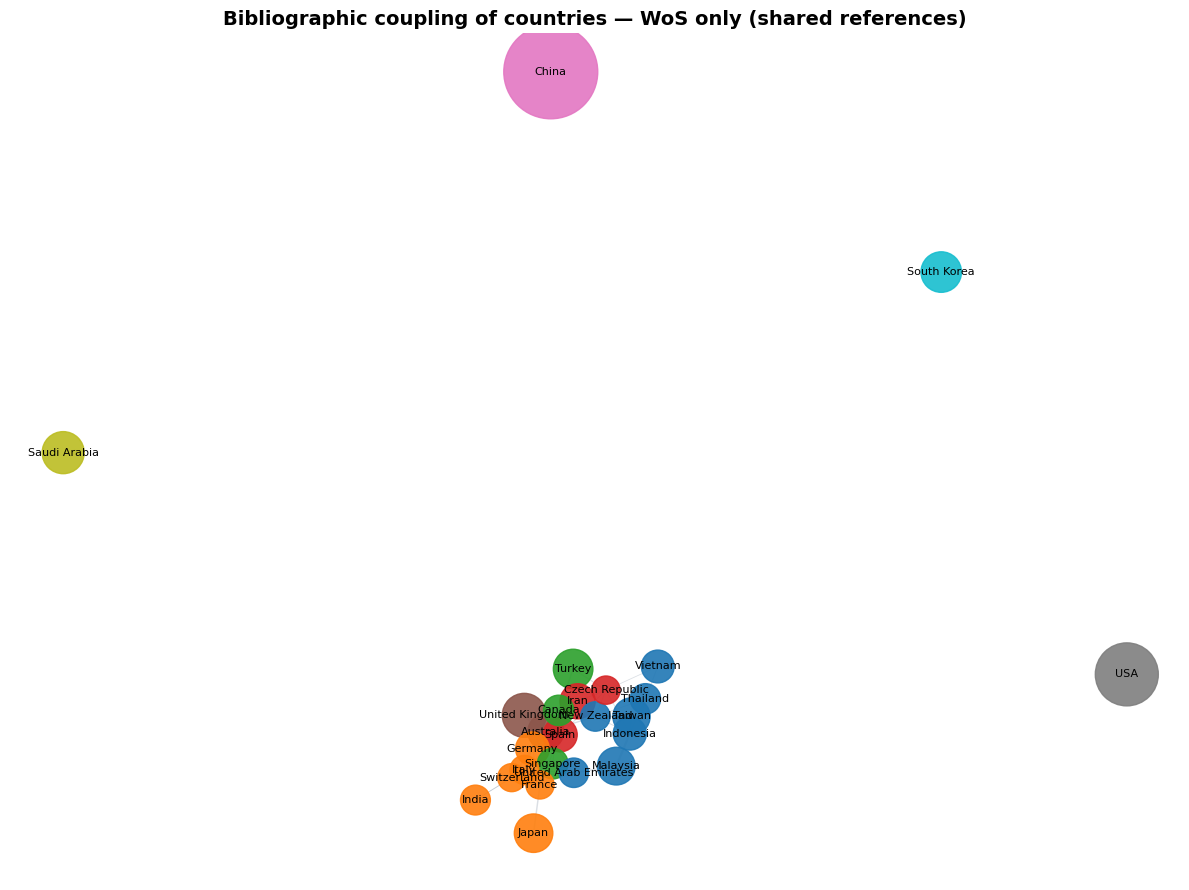 Bibliographic coupling of countries — WoS only (shared references)
China
South Korea
Saudi Arabia
Vietnam
Turkey
USA
Czech Republic
Thailand
Iran
Canada
United Kingdom
New Zealand
Taiwan
Australia
Spain
Indonesia
Germany
Singapore
Malaysia
Italy
United Arab Emirates
Switzerland
France
India
Japan